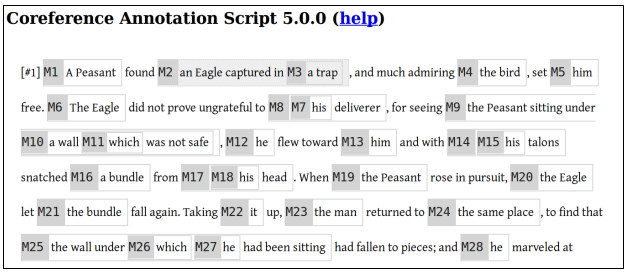 Coreference Annotation Script 5.0.0 (help)
[#1] M1 A Peasant found M2 an Eagle captured in M3 a trap , and much admiring M4 the bird , set M5 him
free. M6 The Eagle did not prove ungrateful to M8 M7 his deliverer , for seeing M9 the Peasant sitting under
M10 a wall M11 which was not safe , M12 he flew toward M13 him and with M14 M15 his talons
snatched M16 a bundle from M17 M18 his head . When M19 the Peasant rose in pursuit, M20 the Eagle
let M21 the bundle fall again. Taking M22 it up, M23 the man returned to M24 the same place , to find that
M25 the wall under M26 which M27 he had been sitting had fallen to pieces; and M28 he marveled at